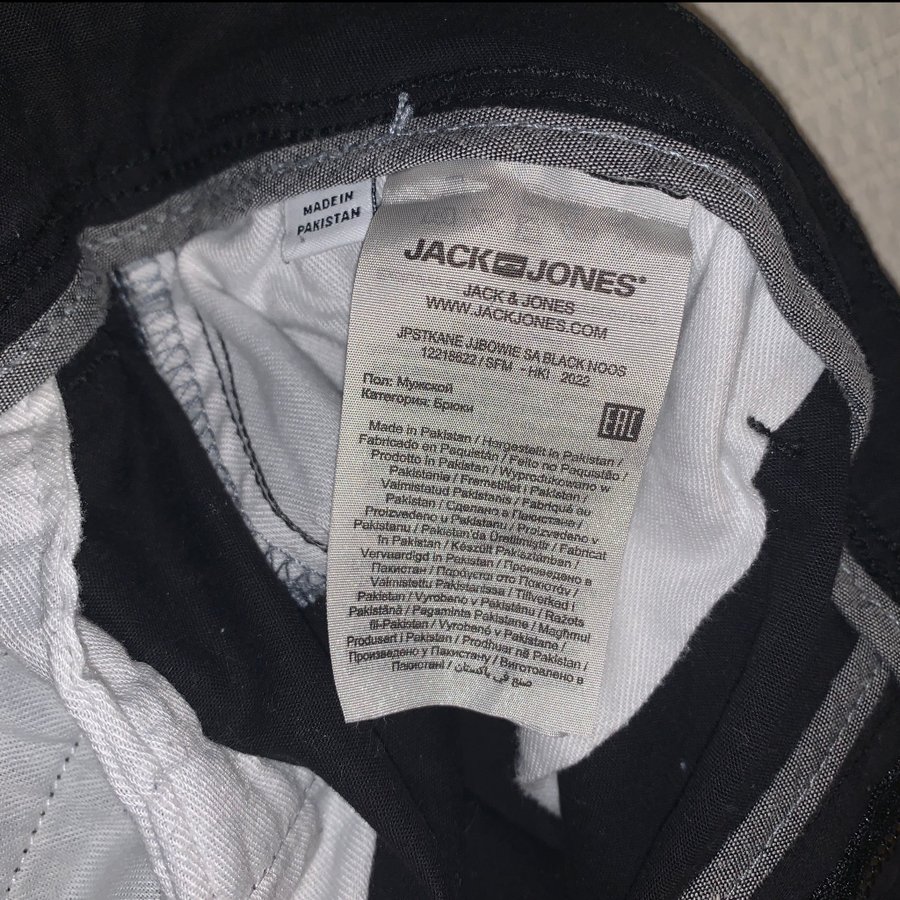 MADE IN
PAKISTAN
JACK JONES®
JACK & JONES
WWW.JACKJONES.COM
JPSTKANE JJBOWIE SA BLACK NOOS
12218622 / SFM - HKI 2022
Пол: Мужской
Категория: Брюки
EAC
Made in Pakistan / Hergestellt in Pakistan /
Fabricado en Paquistán / Feito no Paquistão /
Prodotto in Pakistan / Wyprodukowano w
Pakistania / Fremstillet i Pakistan /
Valmistatud Pakistanis / Fabriqué au
Pakistan / Сделано в Пакистане /
Proizvedeno u Pakistanu / Proizvedeno v
Pakistanu / Pakistan'da Üretilmiştir / Fabricat
în Pakistan / Készült Pakisztánban /
Vervaardigd in Pakistan / Произведено в
Пакистан / Παράγεται στο Πακιστάν /
Valmistettu Pakistanissa / Tillverkad i
Pakistan / Vyrobeno v Pakistánu / Razots
Pakistānā / Pagaminta Pakistane / Maghmul
fil-Pakistan / Vyrobené v Pakistane /
Produsert i Pakistan / Prodhuar në Pakistan /
Произведено у Пакистану / Виготовлено в
Пакистані / صنع في باكستان